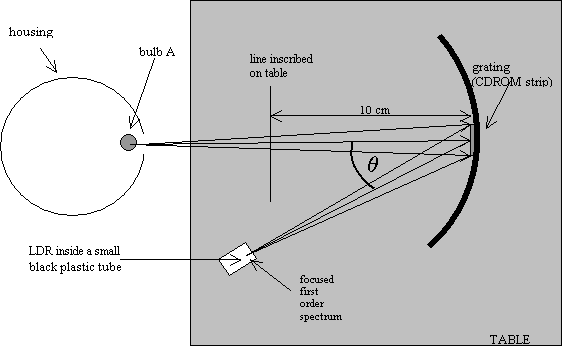 housing
bulb A
line inscribed
on table
grating
(CDROM strip)
10 cm
θ
LDR inside a small
black plastic tube
focused
first
order
spectrum
TABLE